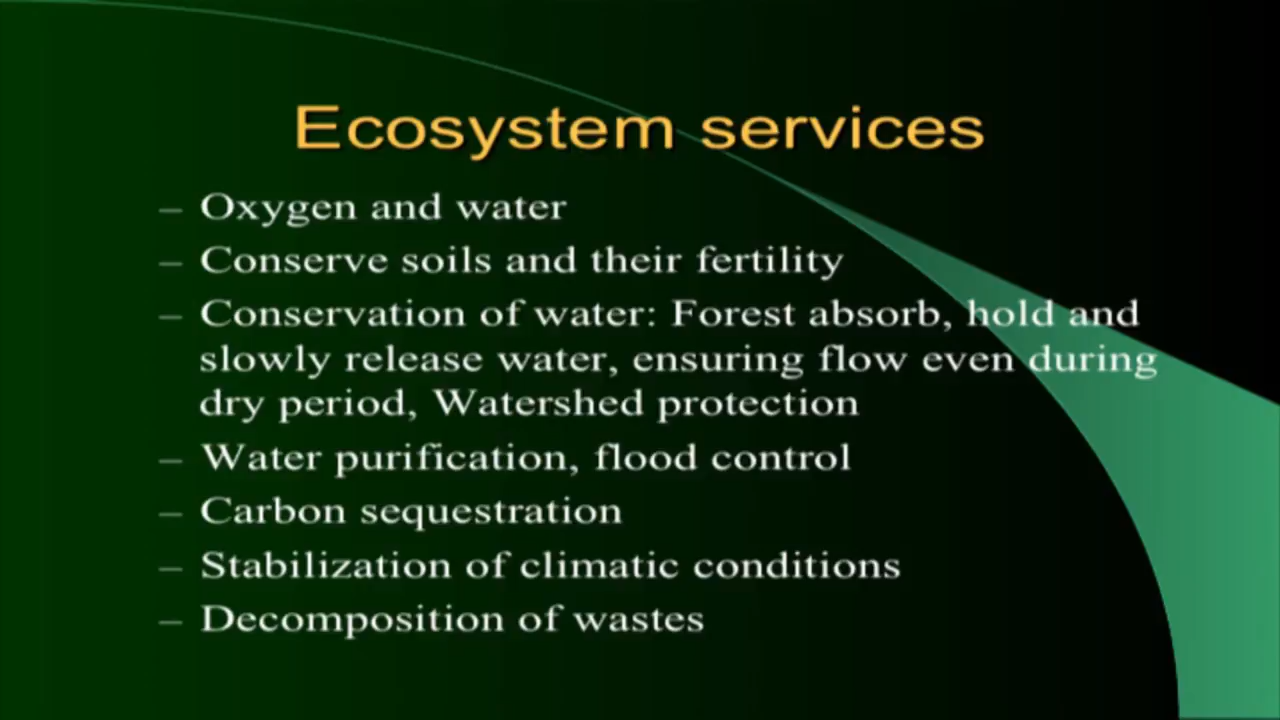 Ecosystem services
– Oxygen and water
– Conserve soils and their fertility
– Conservation of water: Forest absorb, hold and
slowly release water, ensuring flow even during
dry period, Watershed protection
– Water purification, flood control
– Carbon sequestration
– Stabilization of climatic conditions
– Decomposition of wastes